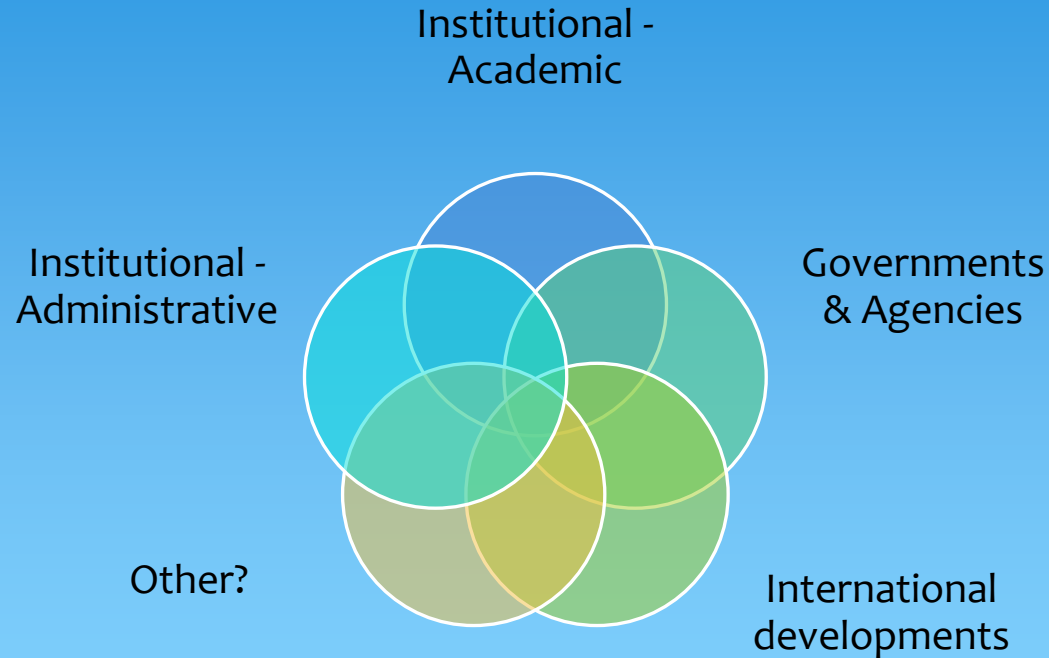 Institutional -
Academic
Institutional -
Administrative
Governments
& Agencies
Other?
International
developments